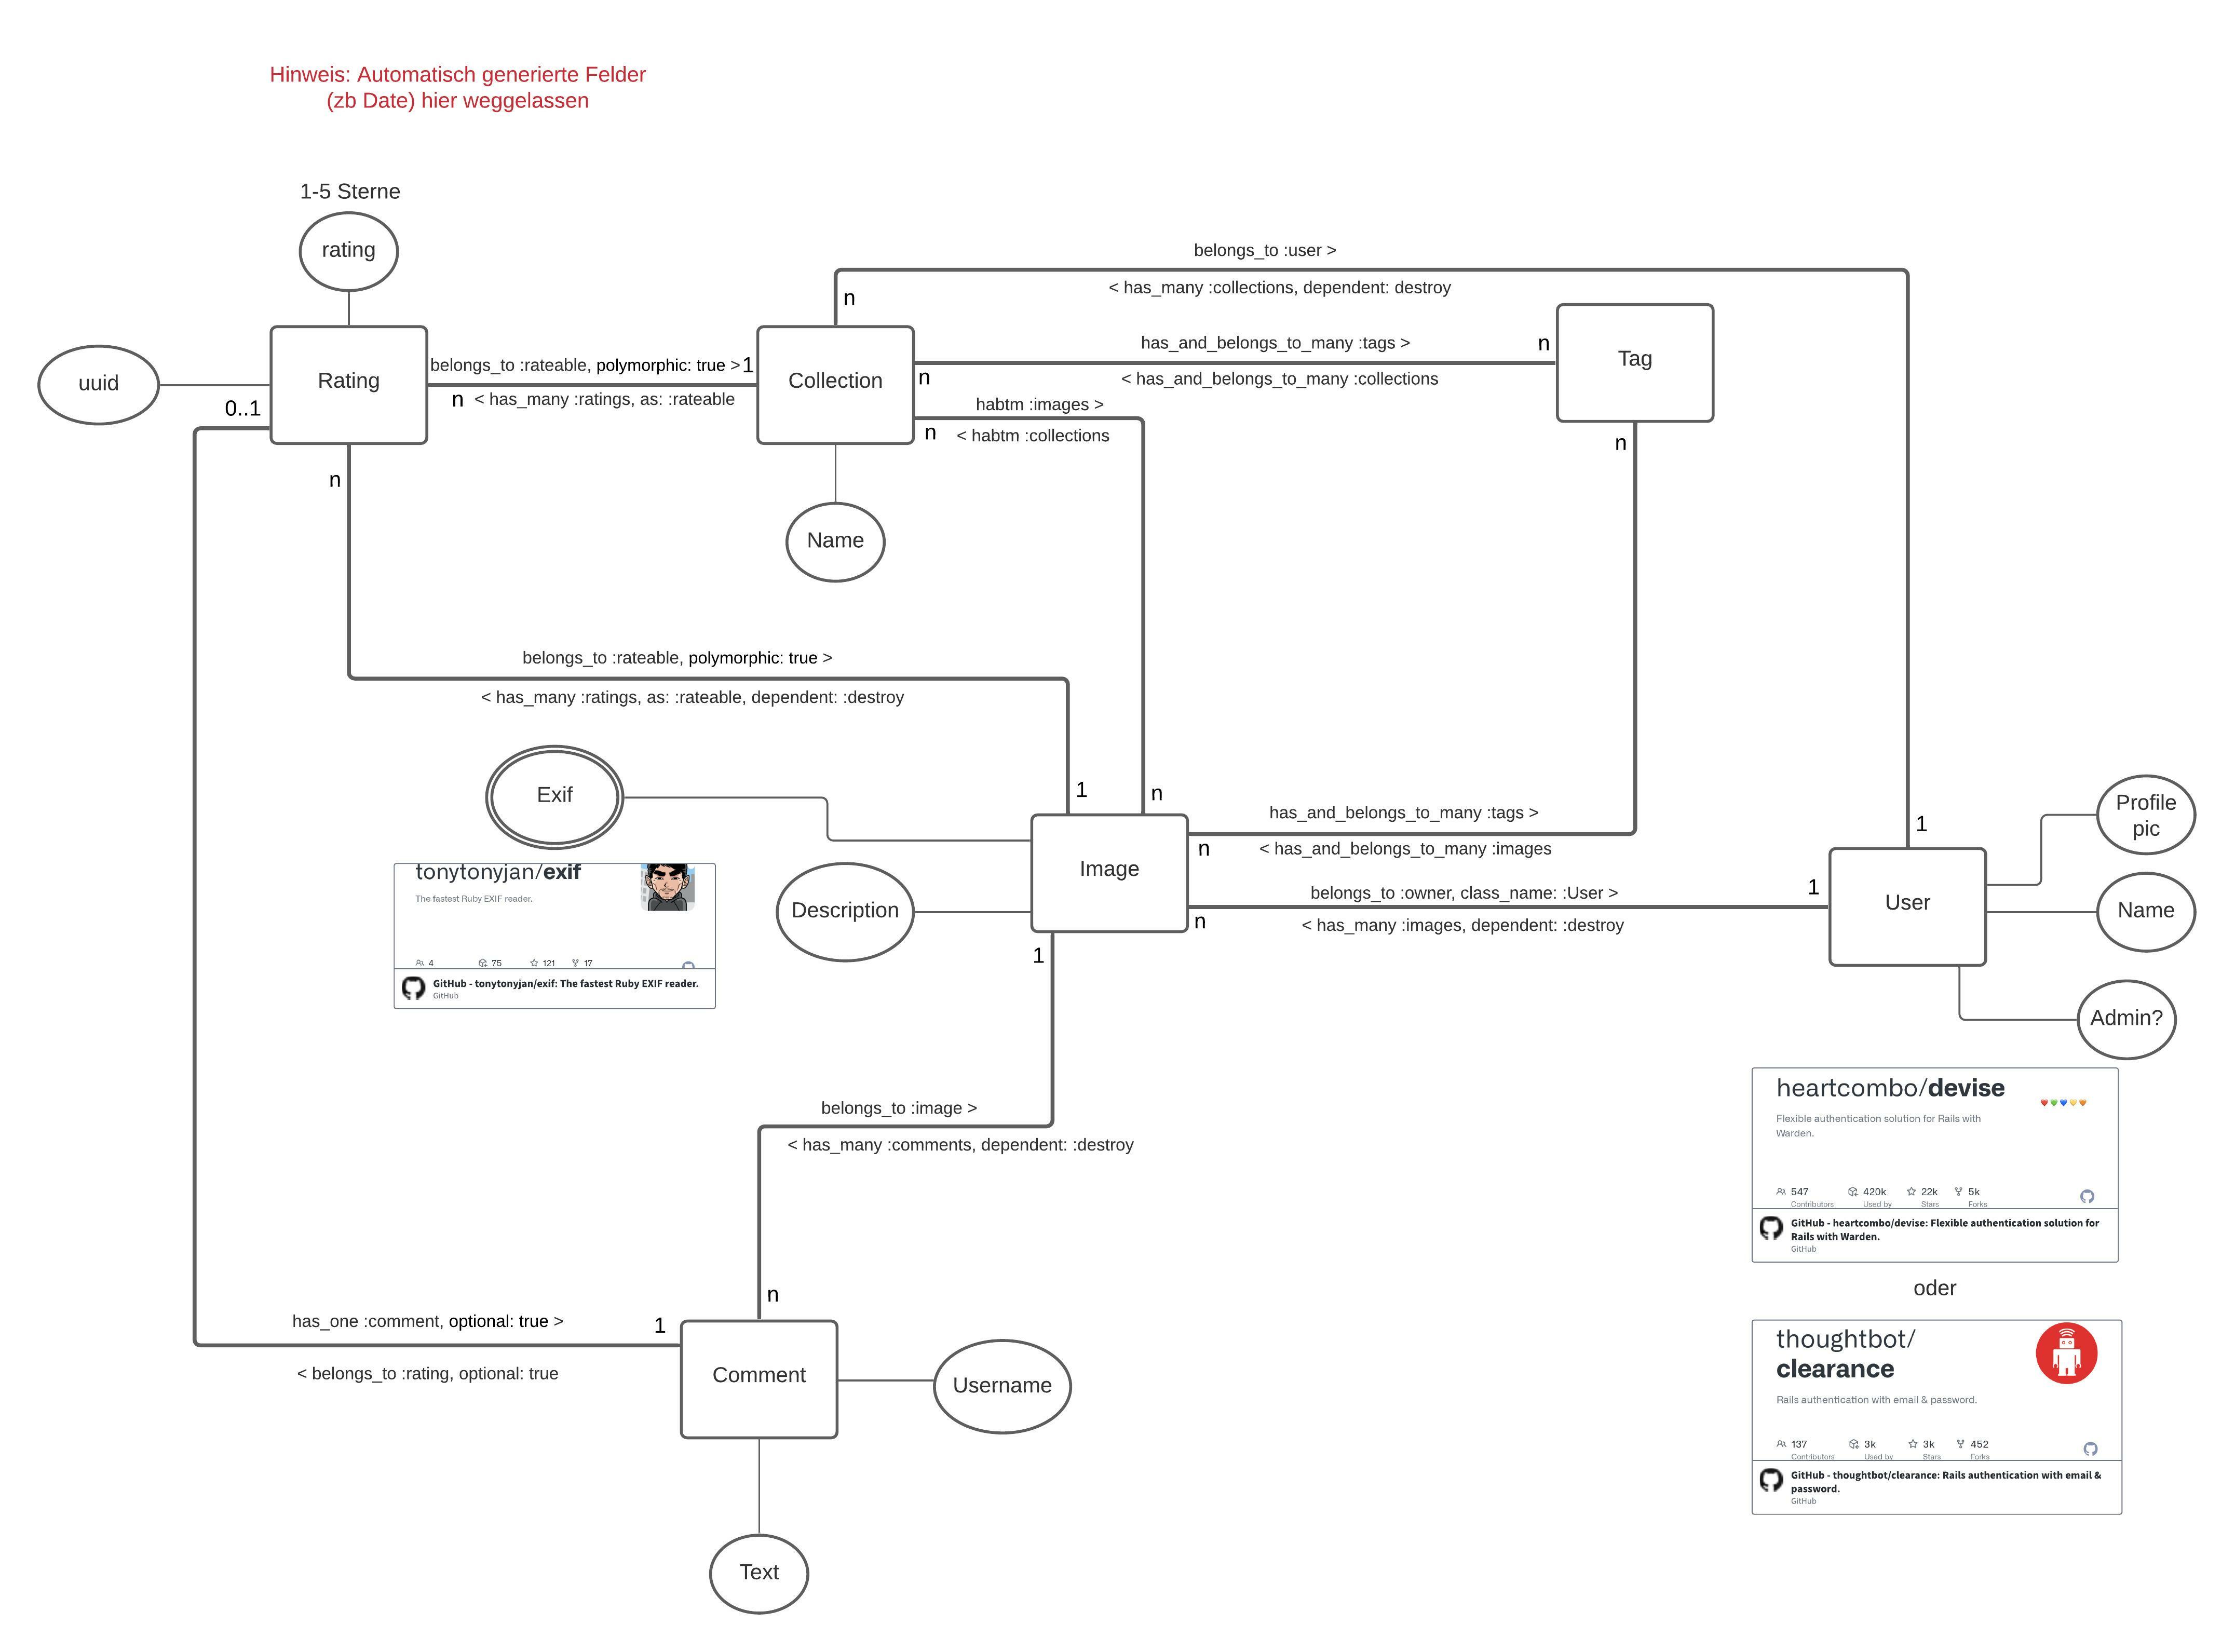 Hinweis: Automatisch generierte Felder
(zb Date) hier weggelassen
1-5 Sterne
rating
belongs_to :user >
n
< has_many :collections, dependent: destroy
Rating
uuid
0..1
n
belongs_to :rateable, polymorphic: true >
1
n
< has_many :ratings, as: :rateable
Collection
n
n
has_and_belongs_to_many :tags >
n
< has_and_belongs_to_many :collections
habtm :images >
< habtm :collections
Tag
n
Name
belongs_to :rateable, polymorphic: true >
< has_many :ratings, as: :rateable, dependent: :destroy
1
n
Exif
tonytonyjan/exif
The fastest Ruby EXIF reader.
4
75
121
17
GitHub - tonytonyjan/exif: The fastest Ruby EXIF reader.
GitHub
Description
Image
has_and_belongs_to_many :tags >
n
< has_and_belongs_to_many :images
belongs_to :owner, class_name: :User >
1
n
< has_many :images, dependent: :destroy
1
1
User
Profile
pic
Name
Admin?
belongs_to :image >
< has_many :comments, dependent: :destroy
n
has_one :comment, optional: true >
1
< belongs_to :rating, optional: true
Comment
Username
Text
heartcombo/devise
Flexible authentication solution for Rails with
Warden.
547
420k
22k
5k
Contributors
Used by
Stars
Forks
GitHub - heartcombo/devise: Flexible authentication solution for
Rails with Warden.
GitHub
oder
thoughtbot/
clearance
Rails authentication with email & password.
137
3k
3k
452
Contributors
Used by
Stars
Forks
GitHub - thoughtbot/clearance: Rails authentication with email &
password.
GitHub